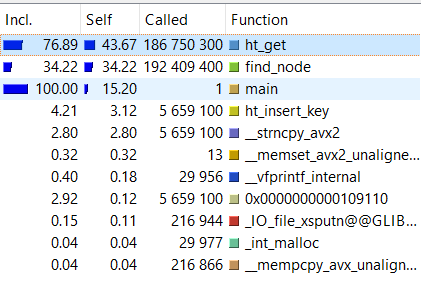 Incl. Self Called Function
76.89 43.67 186 750 300 ht_get
34.22 34.22 192 409 400 find_node
100.00 15.20 1 main
4.21 3.12 5 659 100 ht_insert_key
2.80 2.80 5 659 100 __strncpy_avx2
0.32 0.32 13 __memset_avx2_unaligne...
0.40 0.18 29 956 __vfprintf_internal
2.92 0.12 5 659 100 0x0000000000109110
0.15 0.11 216 944 _IO_file_xsputn@@GLIB...
0.04 0.04 29 977 _int_malloc
0.04 0.04 216 866 __mempcpy_avx_unalign...